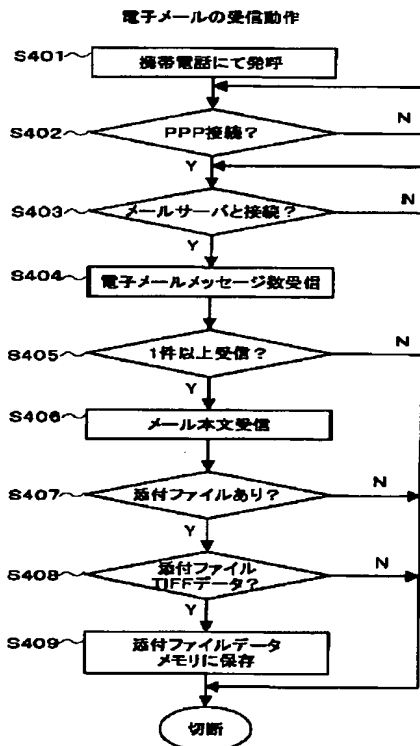 電子メールの受信動作
S401
携帯電話にて発呼
N
S402
PPP接続?
Y
N
S403
メールサーバと接続?
Y
S404
電子メールメッセージ数受信
S405
1件以上受信?
N
Y
S406
メール本文受信
S407
添付ファイルあり?
N
Y
S408
添付ファイル
TIFFデータ?
N
Y
S409
添付ファイルデータ
メモリに保存
切断